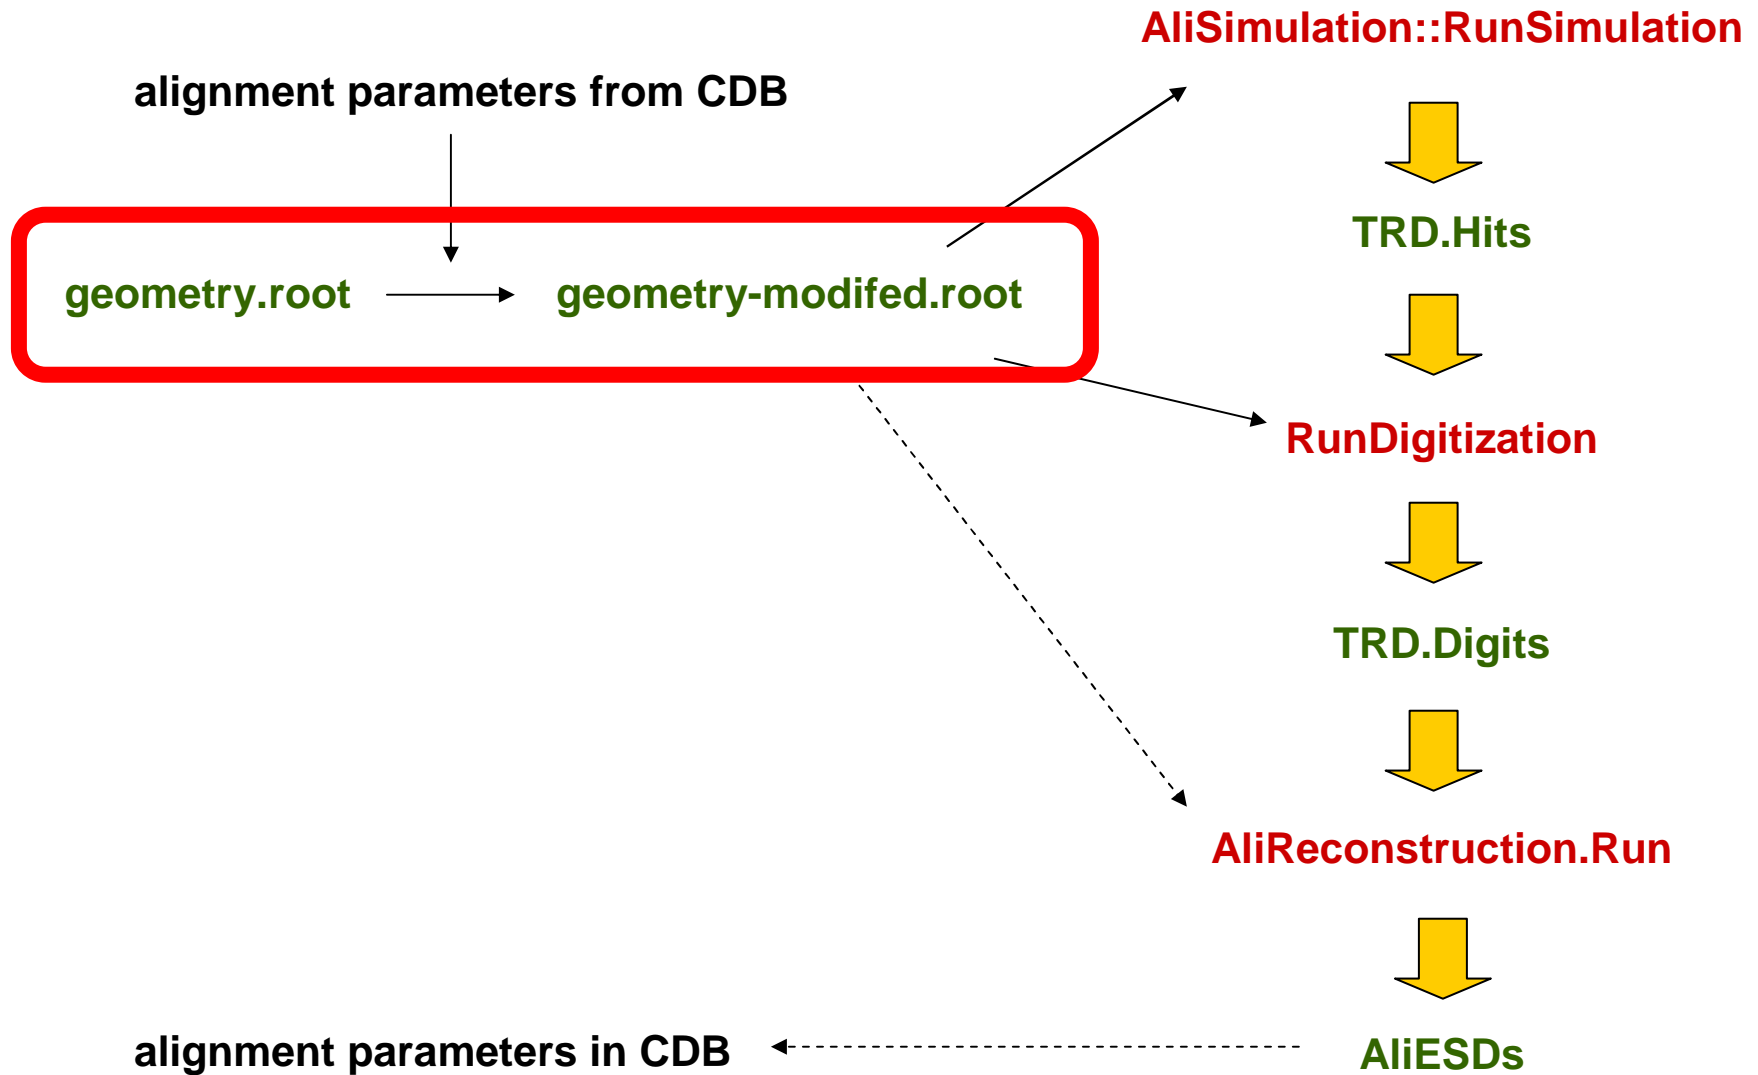 AliSimulation::RunSimulation
alignment parameters from CDB
TRD.Hits
geometry.root
geometry-modifed.root
RunDigitization
TRD.Digits
AliReconstruction.Run
alignment parameters in CDB
AliESDs